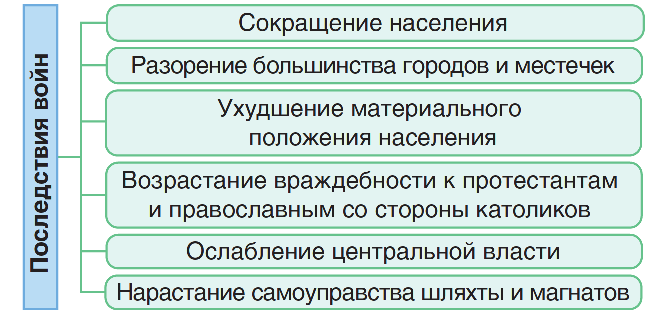 Последствия войн
Сокращение населения
Разорение большинства городов и местечек
Ухудшение материального
положения населения
Возрастание враждебности к протестантам
и православным со стороны католиков
Ослабление центральной власти
Нарастание самоуправства шляхты и магнатов